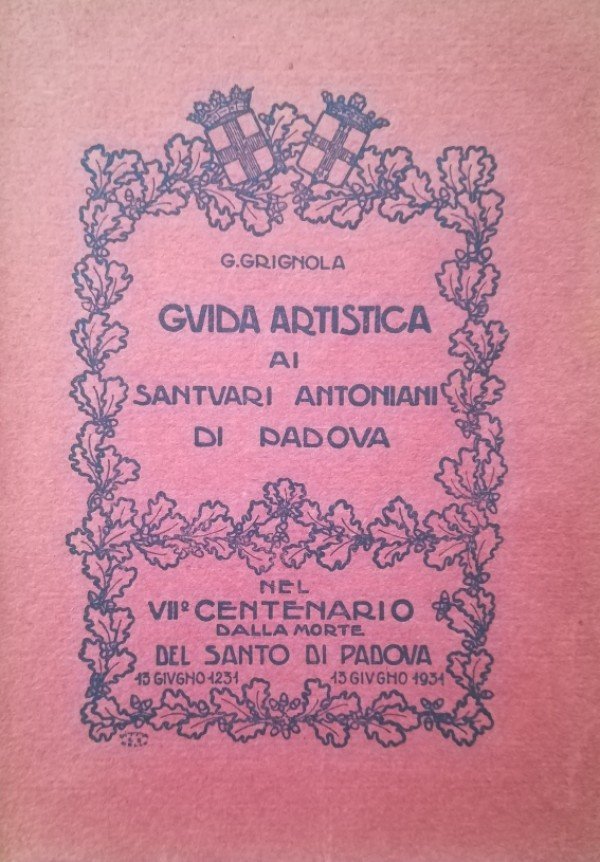 G. GRIGNOLA
GVIDA ARTISTICA
AI
SANTVARI ANTONIANI
DI PADOVA
NEL
VIIº CENTENARIO
DALLA MORTE
DEL SANTO DI PADOVA
13 GIVGNO 1231 13 GIVGNO 1931